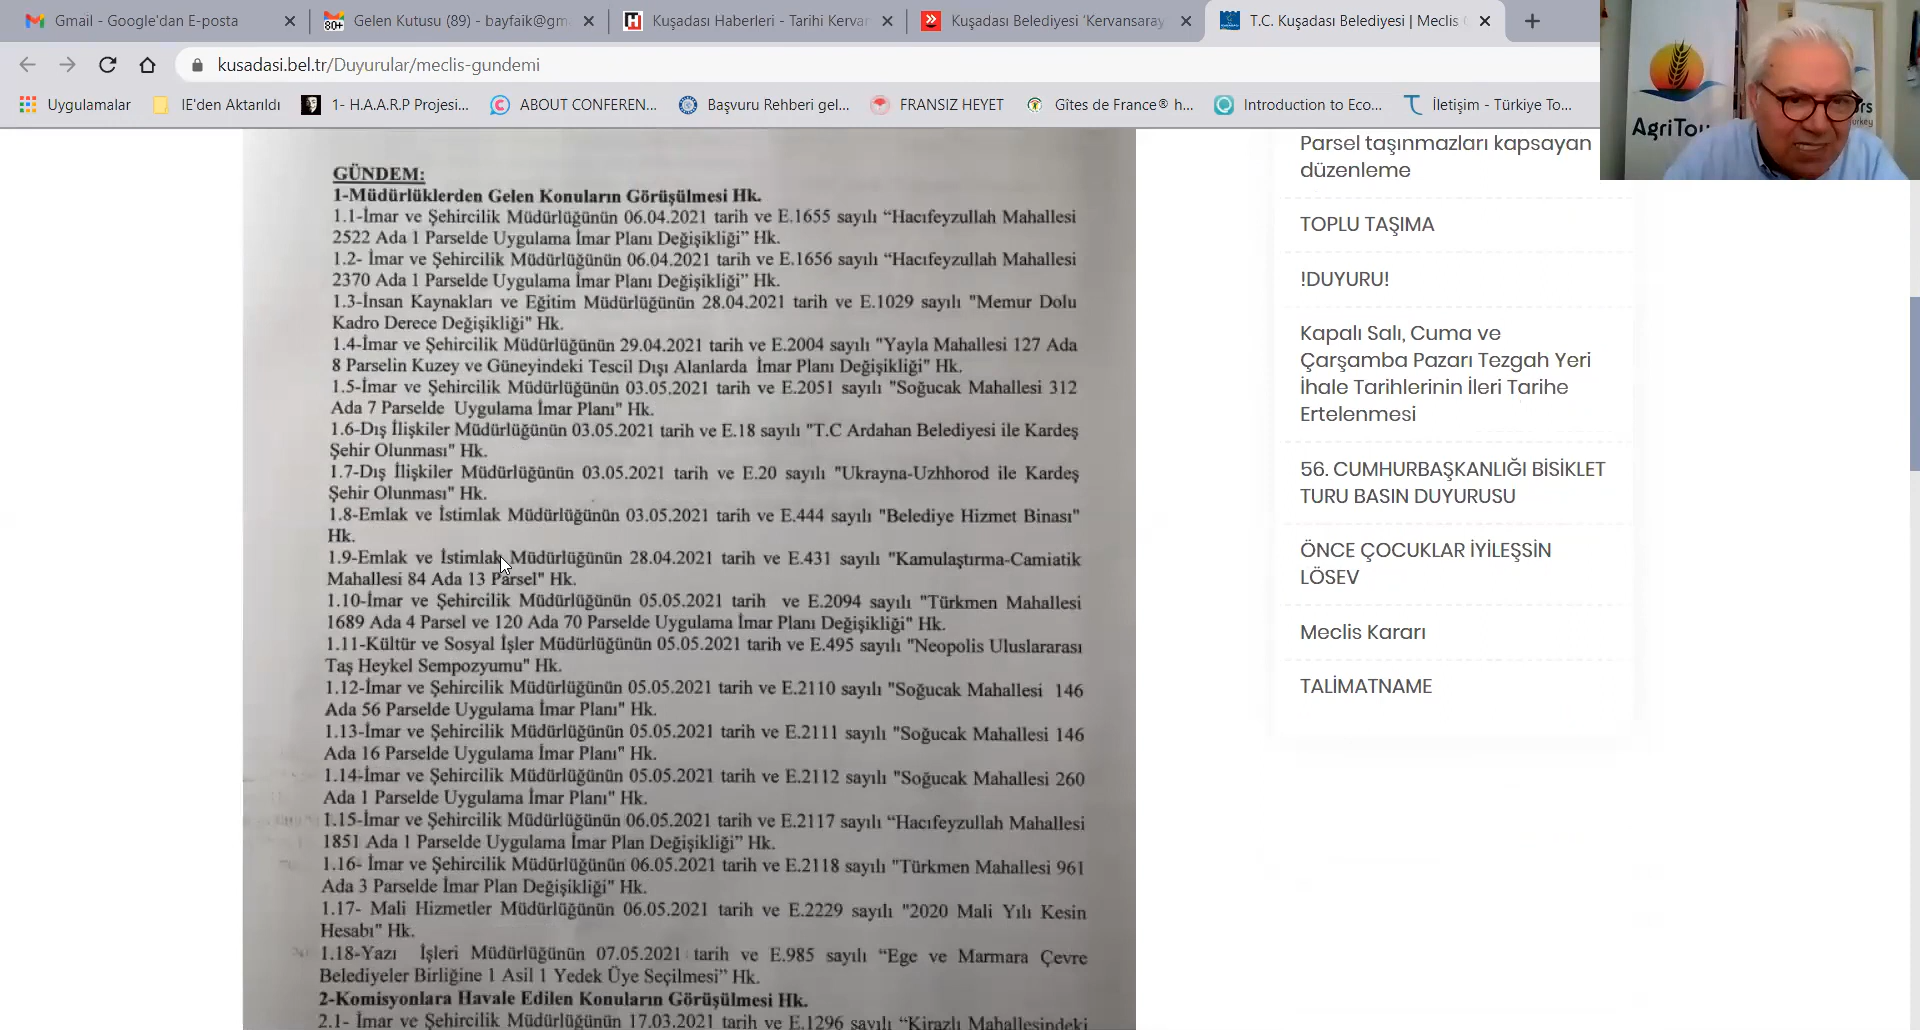 Gmail - Google'dan E-posta
Gelen Kutusu (89) - bayfaik@gm
Kuşadası Haberleri - Tarihi Kervan
Kuşadası Belediyesi 'Kervansaray
T.C. Kuşadası Belediyesi | Meclis
kusadasi.bel.tr/Duyurular/meclis-gundemi
Uygulamalar
IE'den Aktarıldı
1- H.A.A.R.P Projesi...
ABOUT CONFEREN...
Başvuru Rehberi gel...
FRANSIZ HEYET
Gîtes de France® h...
Introduction to Eco...
İletişim - Türkiye To...
AgriTou
rs
urkey
GÜNDEM:
1-Müdürlüklerden Gelen Konuların Görüşülmesi Hk.
1.1-İmar ve Şehircilik Müdürlüğünün 06.04.2021 tarih ve E.1655 sayılı “Hacıfeyzullah Mahallesi
2522 Ada 1 Parselde Uygulama İmar Planı Değişikliği” Hk.
1.2- İmar ve Şehircilik Müdürlüğünün 06.04.2021 tarih ve E.1656 sayılı “Hacıfeyzullah Mahallesi
2370 Ada 1 Parselde Uygulama İmar Planı Değişikliği” Hk.
1.3-İnsan Kaynakları ve Eğitim Müdürlüğünün 28.04.2021 tarih ve E.1029 sayılı "Memur Dolu
Kadro Derece Değişikliği" Hk.
1.4-İmar ve Şehircilik Müdürlüğünün 29.04.2021 tarih ve E.2004 sayılı "Yayla Mahallesi 127 Ada
8 Parselin Kuzey ve Güneyindeki Tescil Dışı Alanlarda İmar Planı Değişikliği" Hk.
1.5-İmar ve Şehircilik Müdürlüğünün 03.05.2021 tarih ve E.2051 sayılı "Soğucak Mahallesi 312
Ada 7 Parselde Uygulama İmar Planı" Hk.
1.6-Dış İlişkiler Müdürlüğünün 03.05.2021 tarih ve E.18 sayılı "T.C Ardahan Belediyesi ile Kardeş
Şehir Olunması" Hk.
1.7-Dış İlişkiler Müdürlüğünün 03.05.2021 tarih ve E.20 sayılı "Ukrayna-Uzhhorod ile Kardeş
Şehir Olunması" Hk.
1.8-Emlak ve İstimlak Müdürlüğünün 03.05.2021 tarih ve E.444 sayılı "Belediye Hizmet Binası"
Hk.
1.9-Emlak ve İstimlak Müdürlüğünün 28.04.2021 tarih ve E.431 sayılı "Kamulaştırma-Camiatik
Mahallesi 84 Ada 13 Parsel" Hk.
1.10-İmar ve Şehircilik Müdürlüğünün 05.05.2021 tarih ve E.2094 sayılı "Türkmen Mahallesi
1689 Ada 4 Parsel ve 120 Ada 70 Parselde Uygulama İmar Planı Değişikliği" Hk.
1.11-Kültür ve Sosyal İşler Müdürlüğünün 05.05.2021 tarih ve E.495 sayılı "Neopolis Uluslararası
Taş Heykel Sempozyumu" Hk.
1.12-İmar ve Şehircilik Müdürlüğünün 05.05.2021 tarih ve E.2110 sayılı "Soğucak Mahallesi 146
Ada 56 Parselde Uygulama İmar Planı" Hk.
1.13-İmar ve Şehircilik Müdürlüğünün 05.05.2021 tarih ve E.2111 sayılı "Soğucak Mahallesi 146
Ada 16 Parselde Uygulama İmar Planı" Hk.
1.14-İmar ve Şehircilik Müdürlüğünün 05.05.2021 tarih ve E.2112 sayılı "Soğucak Mahallesi 260
Ada 1 Parselde Uygulama İmar Planı" Hk.
1.15-İmar ve Şehircilik Müdürlüğünün 06.05.2021 tarih ve E.2117 sayılı “Hacıfeyzullah Mahallesi
1851 Ada 1 Parselde Uygulama İmar Plan Değişikliği” Hk.
1.16- İmar ve Şehircilik Müdürlüğünün 06.05.2021 tarih ve E.2118 sayılı "Türkmen Mahallesi 961
Ada 3 Parselde İmar Plan Değişikliği" Hk.
1.17- Mali Hizmetler Müdürlüğünün 06.05.2021 tarih ve E.2229 sayılı "2020 Mali Yılı Kesin
Hesabı" Hk.
1.18-Yazı İşleri Müdürlüğünün 07.05.2021 tarih ve E.985 sayılı “Ege ve Marmara Çevre
Belediyeler Birliğine 1 Asil 1 Yedek Üye Seçilmesi” Hk.
2-Komisyonlara Havale Edilen Konuların Görüşülmesi Hk.
2.1- İmar ve Şehircilik Müdürlüğünün 17.03.2021 tarih ve E.1296 sayılı “Kirazlı Mahallesindeki
Parsel taşınmazları kapsayan
düzenleme
TOPLU TAŞIMA
!DUYURU!
Kapalı Salı, Cuma ve
Çarşamba Pazarı Tezgah Yeri
İhale Tarihlerinin İleri Tarihe
Ertelenmesi
56. CUMHURBAŞKANLIĞI BİSİKLET
TURU BASIN DUYURUSU
ÖNCE ÇOCUKLAR İYİLEŞSİN
LÖSEV
Meclis Kararı
TALİMATNAME